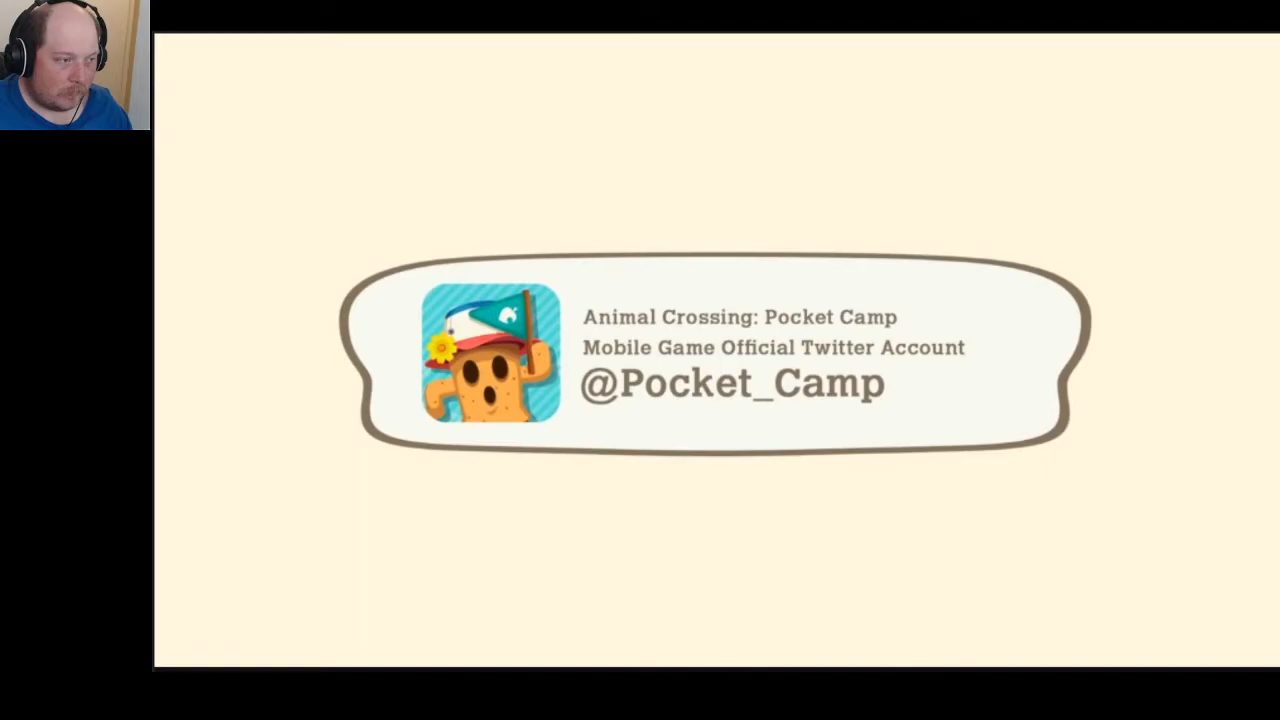 Animal Crossing: Pocket Camp
Mobile Game Official Twitter Account
@Pocket_Camp